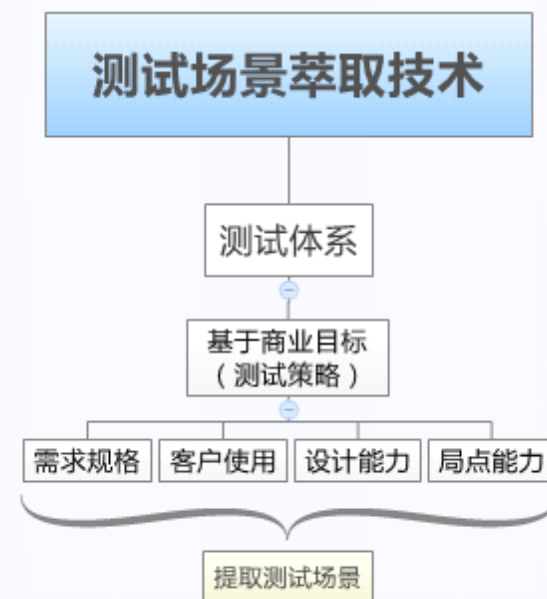 测试场景萃取技术
测试体系
基于商业目标
（测试策略）
需求规格 客户使用 设计能力 局点能力
提取测试场景